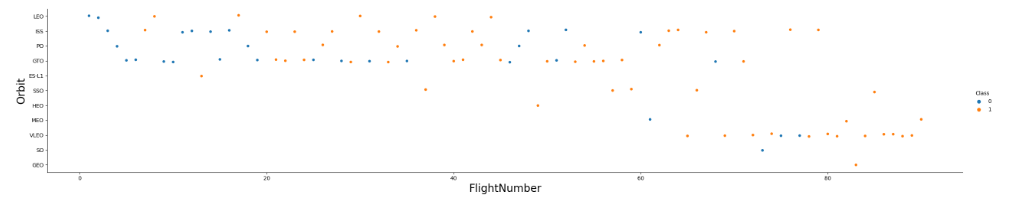 Orbit
LEO
ISS
PO
GTO
ES-L1
SSO
HEO
MEO
VLEO
SO
GEO
0
20
40
60
80
FlightNumber
Class
0
1